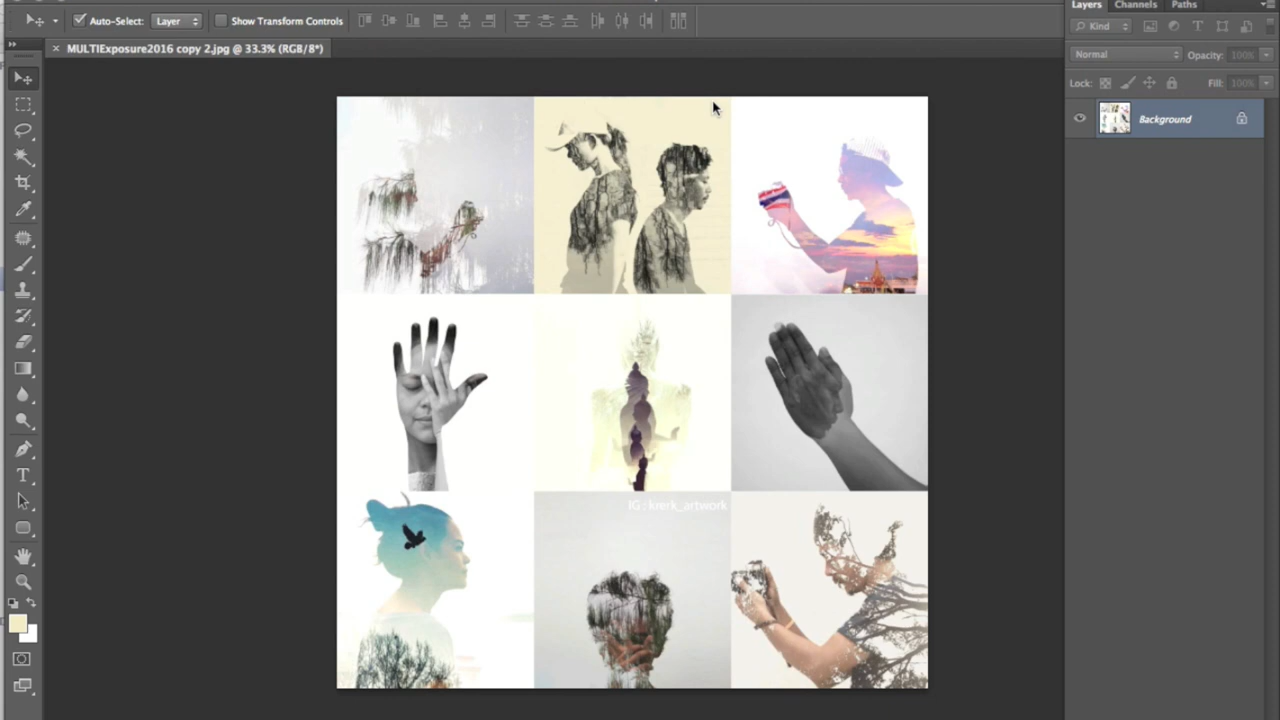 Auto-Select:
Layer
Show Transform Controls
Layers
Channels
Paths
MULTIExposure2016 copy 2.jpg @ 33.3% (RGB/8*)
Kind
Normal
Opacity:
100%
Lock:
Fill:
100%
Background
IG : krerk_artwork